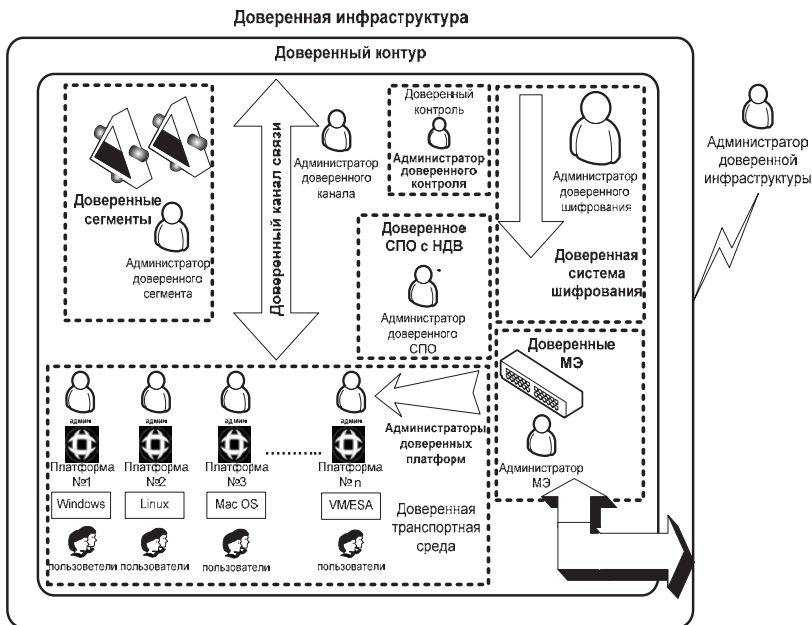 Доверенная инфраструктура
Доверенный контур
Доверенные
сегменты
Администратор
доверенного
сегмента
Доверенный канал связи
Администратор
доверенного
канала
Доверенный
контроль
Администратор
доверенного
контроля
Администратор
доверенного
шифрования
Доверенная
система
шифрования
Администратор
доверенной
инфраструктуры
Доверенное
СПО с НДВ
Администратор
доверенного
СПО
Доверенные
МЭ
Администратор
МЭ
Администраторы
доверенных
платформ
админ
админ
админ
админ
Платформа
№1
Платформа
№2
Платформа
№3
Платформа
№ n
Windows
Linux
Mac OS
VM/ESA
Доверенная
транспортная
среда
пользователи
пользователи
пользователи
пользователи